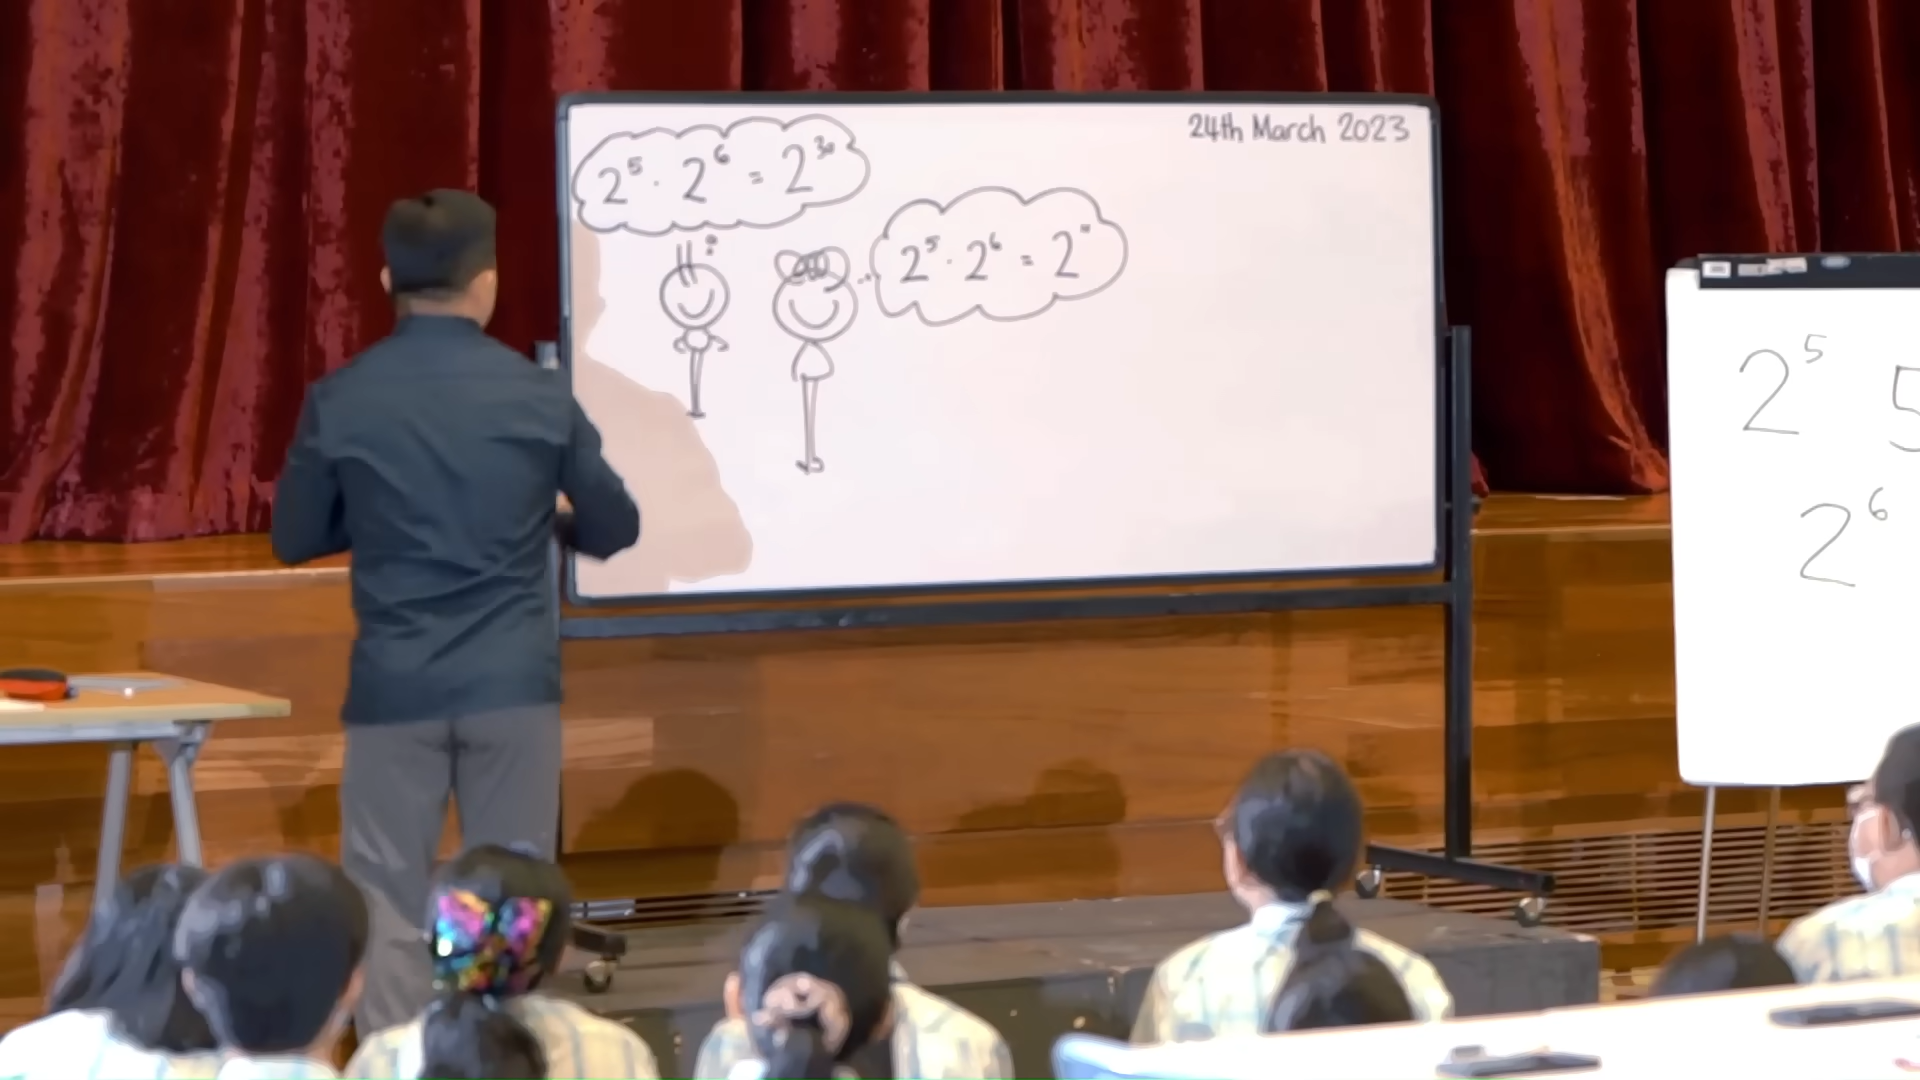 24th March 2023
2⁵ · 2⁶ = 2³⁰
2⁵ · 2⁶ = 2¹¹
2⁵ 5
2⁶